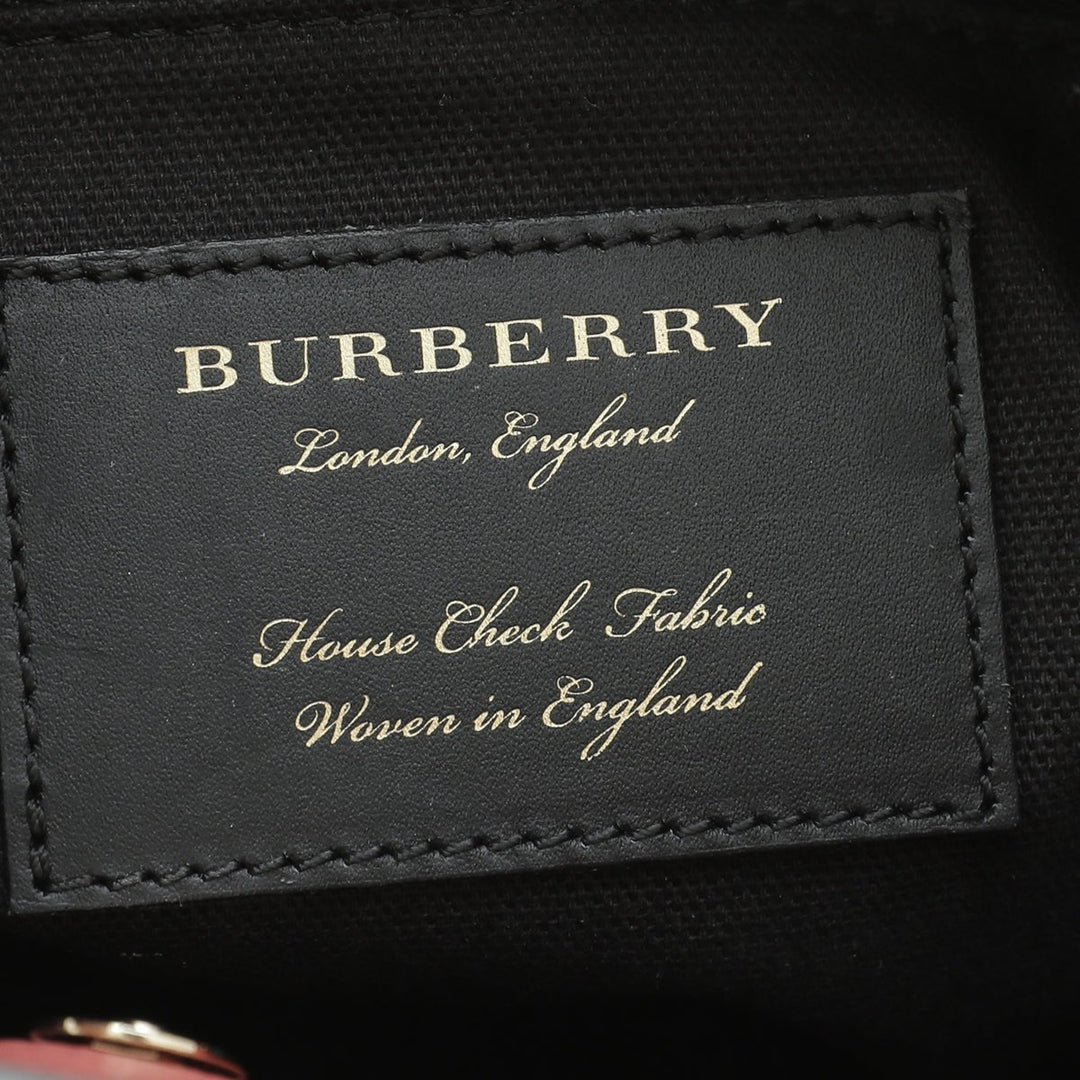 BURBERRY
London, England
House Check Fabric
Woven in England